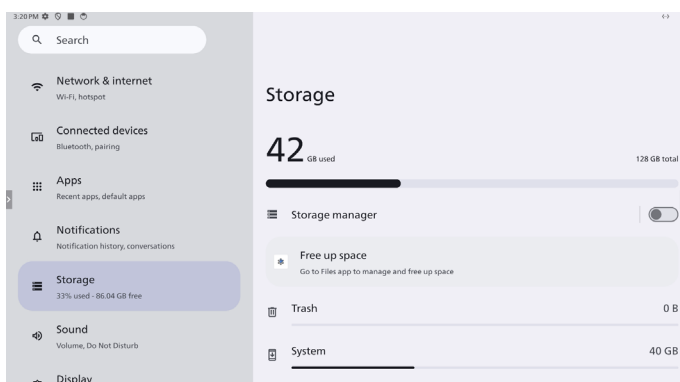 3:20 PM
Search
Network & internet
Wi-Fi, hotspot
Connected devices
Bluetooth, pairing
Apps
Recent apps, default apps
Notifications
Notification history, conversations
Storage
33% used - 86.04 GB free
Sound
Volume, Do Not Disturb
Display
Storage
42 GB used
128 GB total
Storage manager
Free up space
Go to Files app to manage and free up space
Trash 0 B
System 40 GB